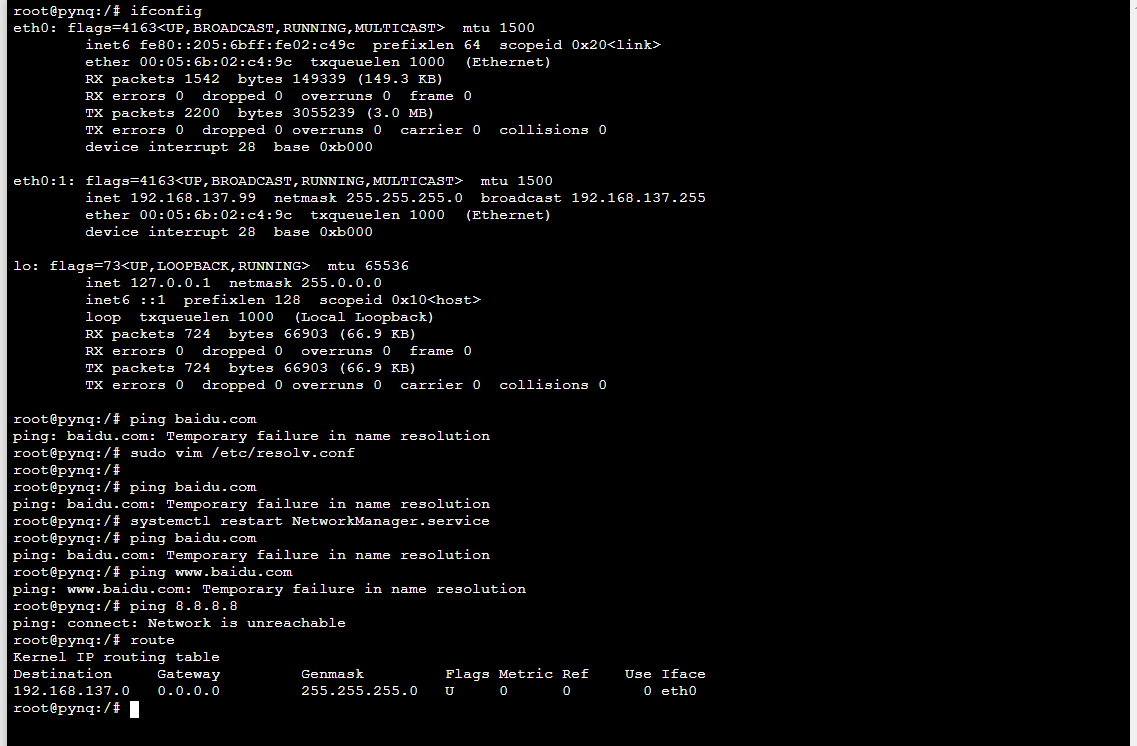 root@pynq:/# ifconfig
eth0: flags=4163<UP,BROADCAST,RUNNING,MULTICAST>  mtu 1500
        inet6 fe80::205:6bff:fe02:c49c  prefixlen 64  scopeid 0x20<link>
        ether 00:05:6b:02:c4:9c  txqueuelen 1000  (Ethernet)
        RX packets 1542  bytes 149339 (149.3 KB)
        RX errors 0  dropped 0  overruns 0  frame 0
        TX packets 2200  bytes 3055239 (3.0 MB)
        TX errors 0  dropped 0 overruns 0  carrier 0  collisions 0
        device interrupt 28  base 0xb000

eth0:1: flags=4163<UP,BROADCAST,RUNNING,MULTICAST>  mtu 1500
        inet 192.168.137.99  netmask 255.255.255.0  broadcast 192.168.137.255
        ether 00:05:6b:02:c4:9c  txqueuelen 1000  (Ethernet)
        device interrupt 28  base 0xb000

lo: flags=73<UP,LOOPBACK,RUNNING>  mtu 65536
        inet 127.0.0.1  netmask 255.0.0.0
        inet6 ::1  prefixlen 128  scopeid 0x10<host>
        loop  txqueuelen 1000  (Local Loopback)
        RX packets 724  bytes 66903 (66.9 KB)
        RX errors 0  dropped 0  overruns 0  frame 0
        TX packets 724  bytes 66903 (66.9 KB)
        TX errors 0  dropped 0 overruns 0  carrier 0  collisions 0

root@pynq:/# ping baidu.com
ping: baidu.com: Temporary failure in name resolution
root@pynq:/# sudo vim /etc/resolv.conf
root@pynq:/#
root@pynq:/# ping baidu.com
ping: baidu.com: Temporary failure in name resolution
root@pynq:/# systemctl restart NetworkManager.service
root@pynq:/# ping baidu.com
ping: baidu.com: Temporary failure in name resolution
root@pynq:/# ping www.baidu.com
ping: www.baidu.com: Temporary failure in name resolution
root@pynq:/# ping 8.8.8.8
ping: connect: Network is unreachable
root@pynq:/# route
Kernel IP routing table
Destination     Gateway         Genmask         Flags Metric Ref    Use Iface
192.168.137.0   0.0.0.0         255.255.255.0   U     0      0        0 eth0
root@pynq:/#